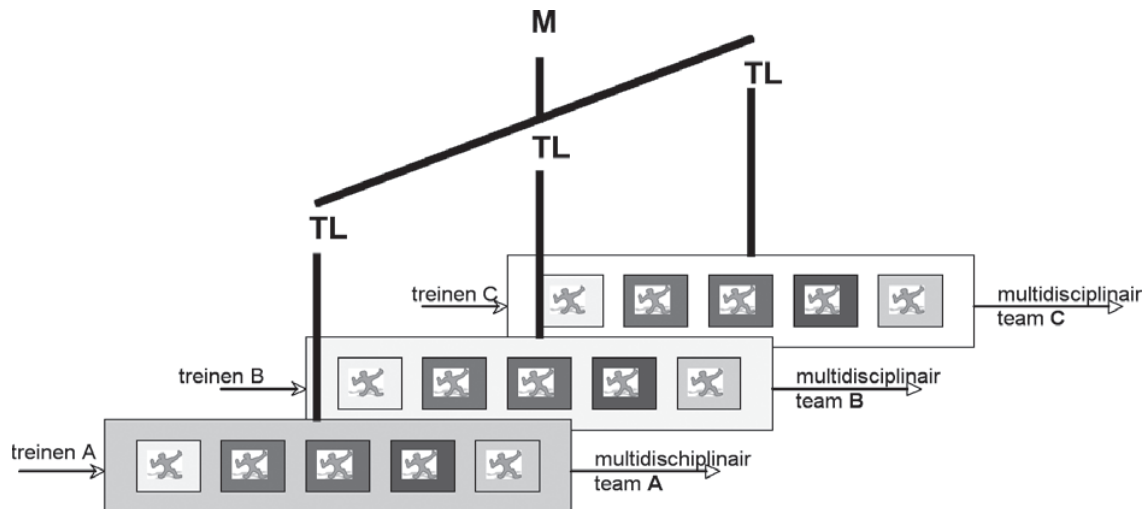 M
TL
TL
TL
treinen C
multidisciplinair
team C
treinen B
multidisciplinair
team B
treinen A
multidischiplinair
team A